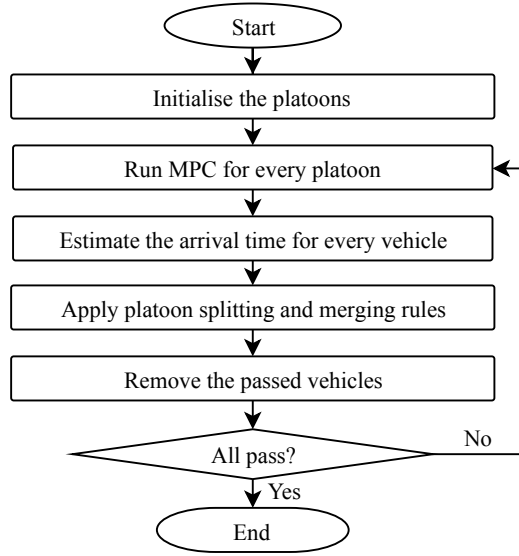 Start
Initialise the platoons
Run MPC for every platoon
Estimate the arrival time for every vehicle
Apply platoon splitting and merging rules
Remove the passed vehicles
All pass?
No
Yes
End